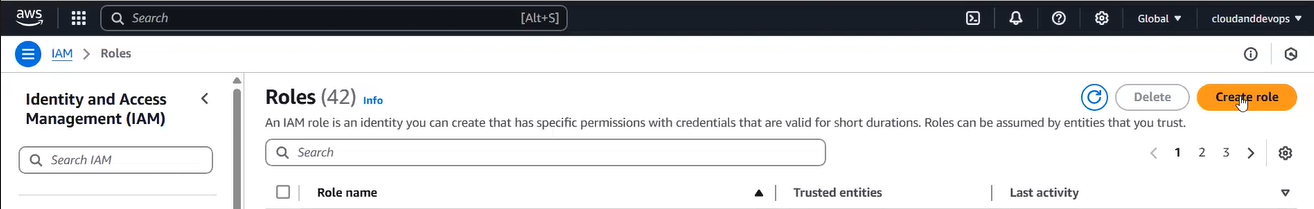 aws Search [Alt+S] Global cloudanddevops
IAM Roles
Identity and Access
Management (IAM)
Search IAM
Roles (42) Info Delete Create role
An IAM role is an identity you can create that has specific permissions with credentials that are valid for short durations. Roles can be assumed by entities that you trust.
Search 1 2 3
Role name Trusted entities Last activity